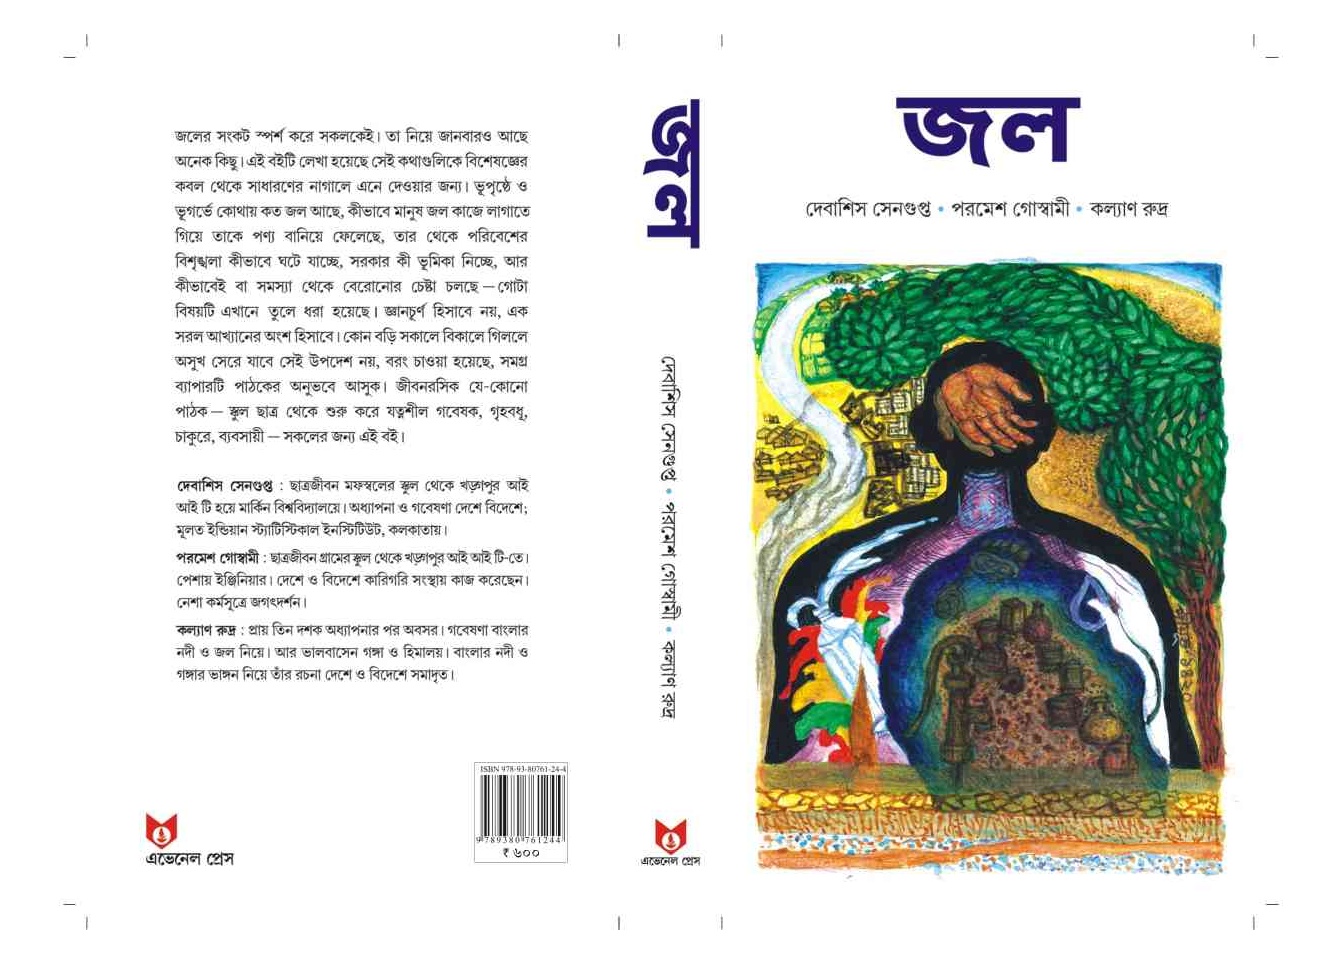 জলের সংকট স্পর্শ করে সকলকেই। তা নিয়ে জানবারও আছে
অনেক কিছু। এই বইটি লেখা হয়েছে সেই কথাগুলিকে বিশেষজ্ঞের
কবল থেকে সাধারণের নাগালে এনে দেওয়ার জন্য। ভূপৃষ্ঠে ও
ভূগর্ভে কোথায় কত জল আছে, কীভাবে মানুষ জল কাজে লাগাতে
গিয়ে তাকে পণ্য বানিয়ে ফেলেছে, তার থেকে পরিবেশের
বিশৃঙ্খলা কীভাবে ঘটে যাচ্ছে, সরকার কী ভূমিকা নিচ্ছে, আর
কীভাবেই বা সমস্যা থেকে বেরোনোর চেষ্টা চলছে — গোটা
বিষয়টি এখানে তুলে ধরা হয়েছে। জ্ঞানচূর্ণ হিসাবে নয়, এক
সরল আখ্যানের অংশ হিসাবে। কোন বড়ি সকালে বিকালে গিললে
অসুখ সেরে যাবে সেই উপদেশ নয়, বরং চাওয়া হয়েছে, সমগ্র
ব্যাপারটি পাঠকের অনুভবে আসুক। জীবনরসিক যে-কোনো
পাঠক — স্কুল ছাত্র থেকে শুরু করে যত্নশীল গবেষক, গৃহবধূ,
চাকুরে, ব্যবসায়ী — সকলের জন্য এই বই।
দেবাশিস সেনগুপ্ত : ছাত্রজীবন মফস্বলের স্কুল থেকে খড়্গপুর আই
আই টি হয়ে মার্কিন বিশ্ববিদ্যালয়ে। অধ্যাপনা ও গবেষণা দেশে বিদেশে;
মূলত ইন্ডিয়ান স্ট্যাটিস্টিকাল ইনস্টিটিউট, কলকাতায়।
পরমেশ গোস্বামী : ছাত্রজীবন গ্রামের স্কুল থেকে খড়্গপুর আই আই টি-তে।
পেশায় ইঞ্জিনিয়ার। দেশে ও বিদেশে কারিগরি সংস্থায় কাজ করেছেন।
নেশা কর্মসূত্রে জগৎদর্শন।
কল্যাণ রুদ্র : প্রায় তিন দশক অধ্যাপনার পর অবসর। গবেষণা বাংলার
নদী ও জল নিয়ে। আর ভালবাসেন গঙ্গা ও হিমালয়। বাংলার নদী ও
গঙ্গার ভাঙ্গন নিয়ে তাঁর রচনা দেশে ও বিদেশে সমাদৃত।
এভেনেল প্রেস
ISBN 978-93-80761-24-4
9 789380 761244
₹ ৬০০
জল
দেবাশিস সেনগুপ্ত • পরমেশ গোস্বামী • কল্যাণ রুদ্র
এভেনেল প্রেস
জল
দেবাশিস সেনগুপ্ত • পরমেশ গোস্বামী • কল্যাণ রুদ্র